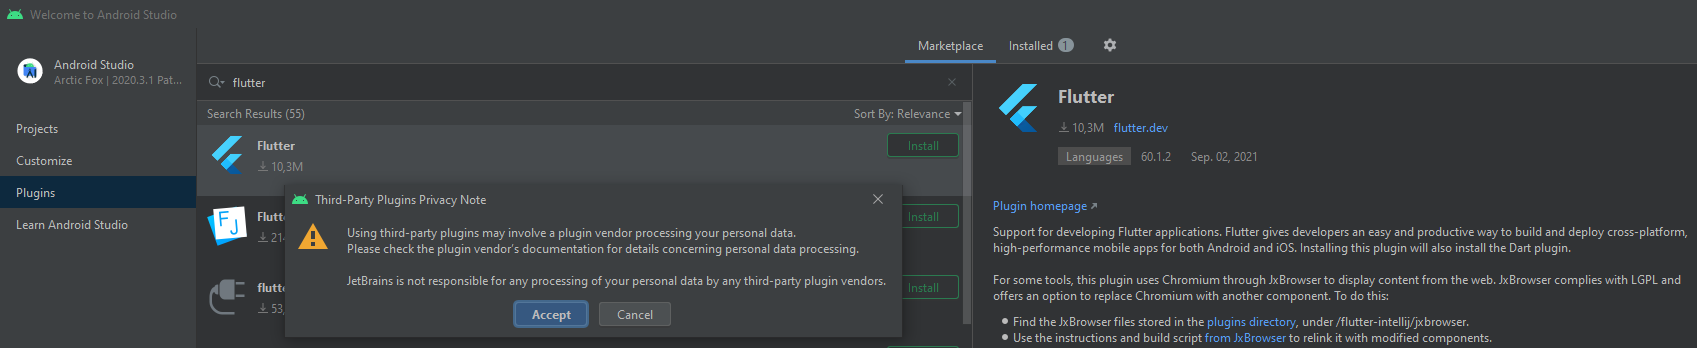 Welcome to Android Studio
Android Studio
Arctic Fox | 2020.3.1 Pat...
Projects
Customize
Plugins
Learn Android Studio
Marketplace
Installed 1
flutter
Search Results (55)
Sort By: Relevance
Flutter
10,3M
Install
Flutt
214
Install
flutt
53,
Install
Third-Party Plugins Privacy Note
Using third-party plugins may involve a plugin vendor processing your personal data.
Please check the plugin vendor's documentation for details concerning personal data processing.
JetBrains is not responsible for any processing of your personal data by any third-party plugin vendors.
Accept
Cancel
Flutter
10,3M flutter.dev
Languages 60.1.2 Sep. 02, 2021
Plugin homepage ↗
Support for developing Flutter applications. Flutter gives developers an easy and productive way to build and deploy cross-platform,
high-performance mobile apps for both Android and iOS. Installing this plugin will also install the Dart plugin.
For some tools, this plugin uses Chromium through JxBrowser to display content from the web. JxBrowser complies with LGPL and
offers an option to replace Chromium with another component. To do this:
• Find the JxBrowser files stored in the plugins directory, under /flutter-intellij/jxbrowser.
• Use the instructions and build script from JxBrowser to relink it with modified components.